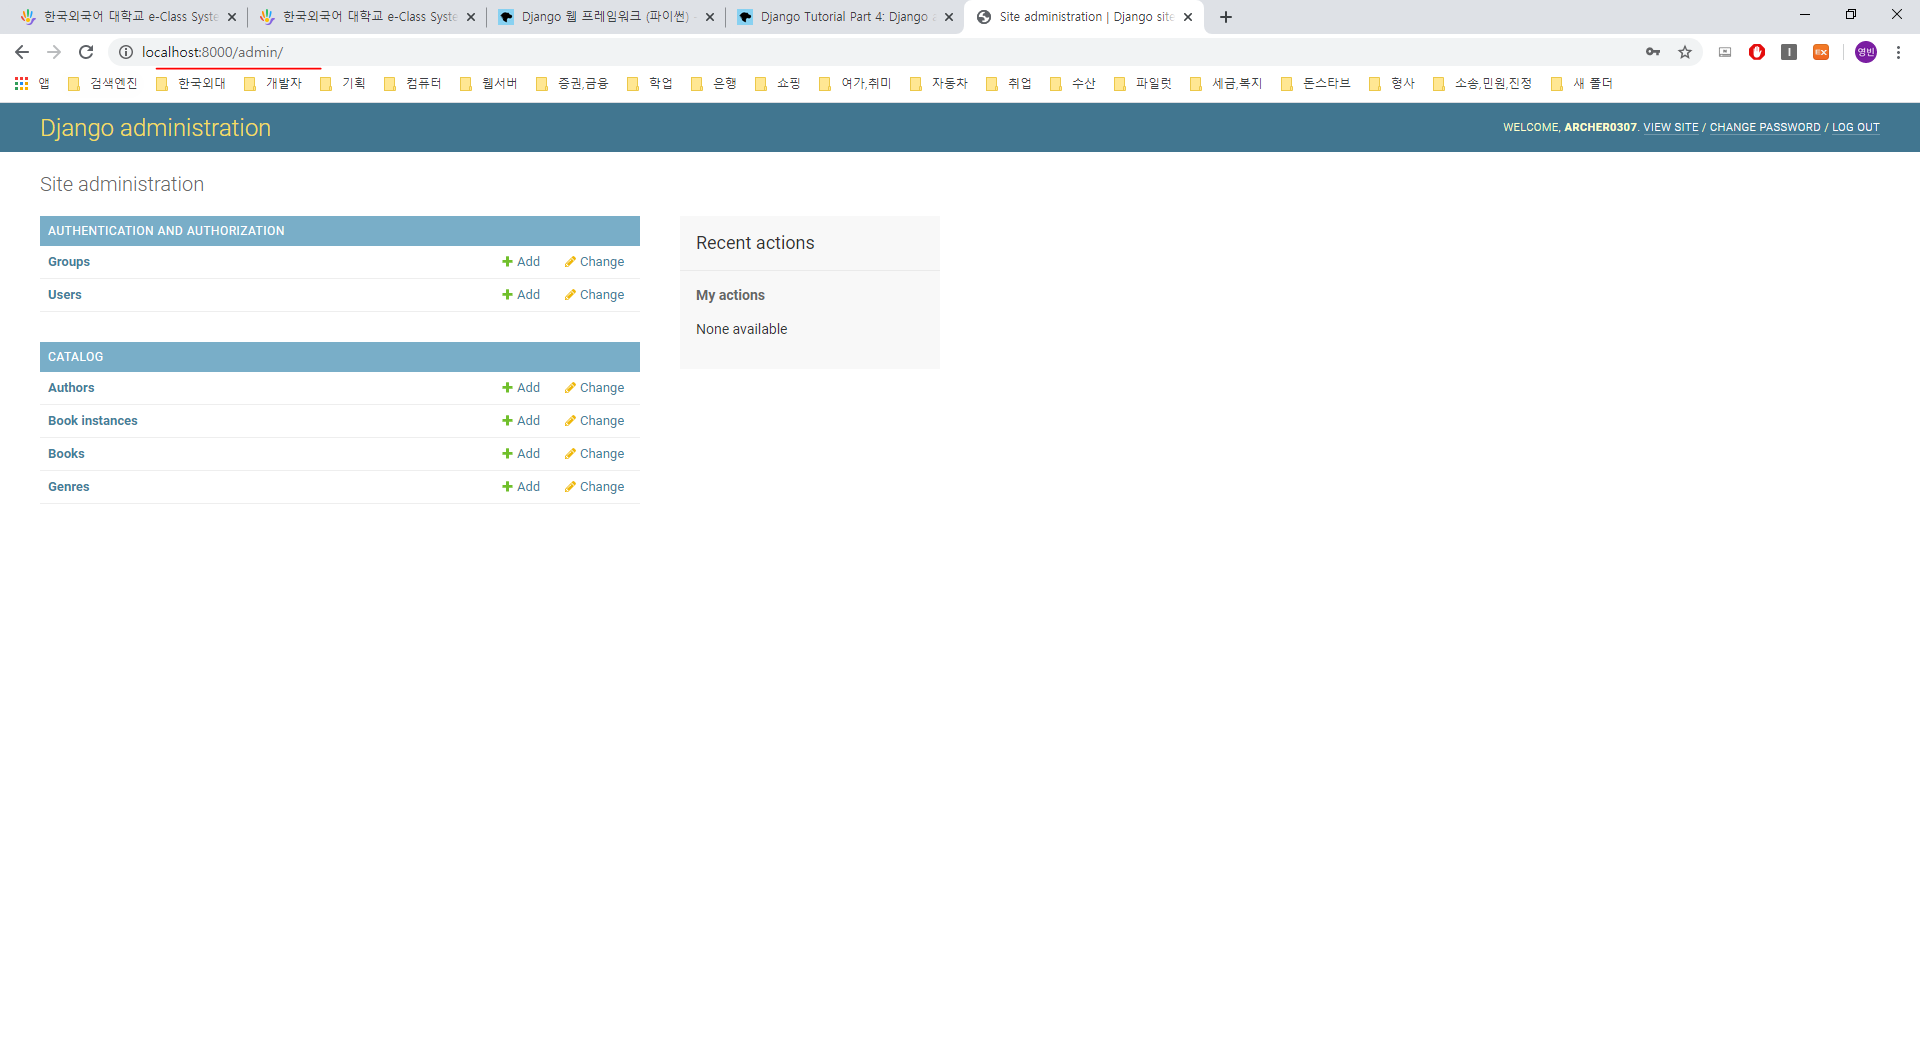 한국외국어 대학교 e-Class Syste
한국외국어 대학교 e-Class Syste
Django 웹 프레임워크 (파이썬) -
Django Tutorial Part 4: Django a
Site administration | Django site
localhost:8000/admin/
영빈
앱 검색엔진 한국외대 개발자 기획 컴퓨터 웹서버 증권,금융 학업 은행 쇼핑 여가,취미 자동차 취업 수산 파일럿 세금,복지 돈스타브 형사 소송,민원,진정 새 폴더
Django administration
WELCOME, ARCHER0307. VIEW SITE / CHANGE PASSWORD / LOG OUT
Site administration
AUTHENTICATION AND AUTHORIZATION
Groups Add Change
Users Add Change
CATALOG
Authors Add Change
Book instances Add Change
Books Add Change
Genres Add Change
Recent actions
My actions
None available